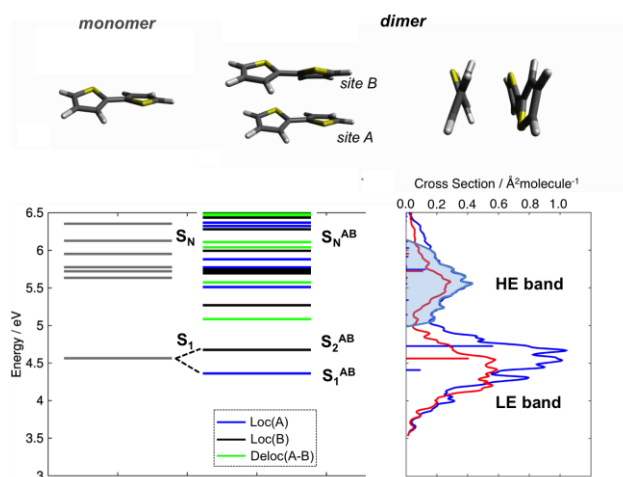 monomer
dimer
site B
site A
Cross Section / Å²molecule⁻¹
0.0 0.2 0.4 0.6 0.8 1.0
6.5
6
5.5
5
4.5
4
3.5
3
Energy / eV
S_N
S_N^AB
S_1
S_2^AB
S_1^AB
Loc(A)
Loc(B)
Deloc(A-B)
HE band
LE band